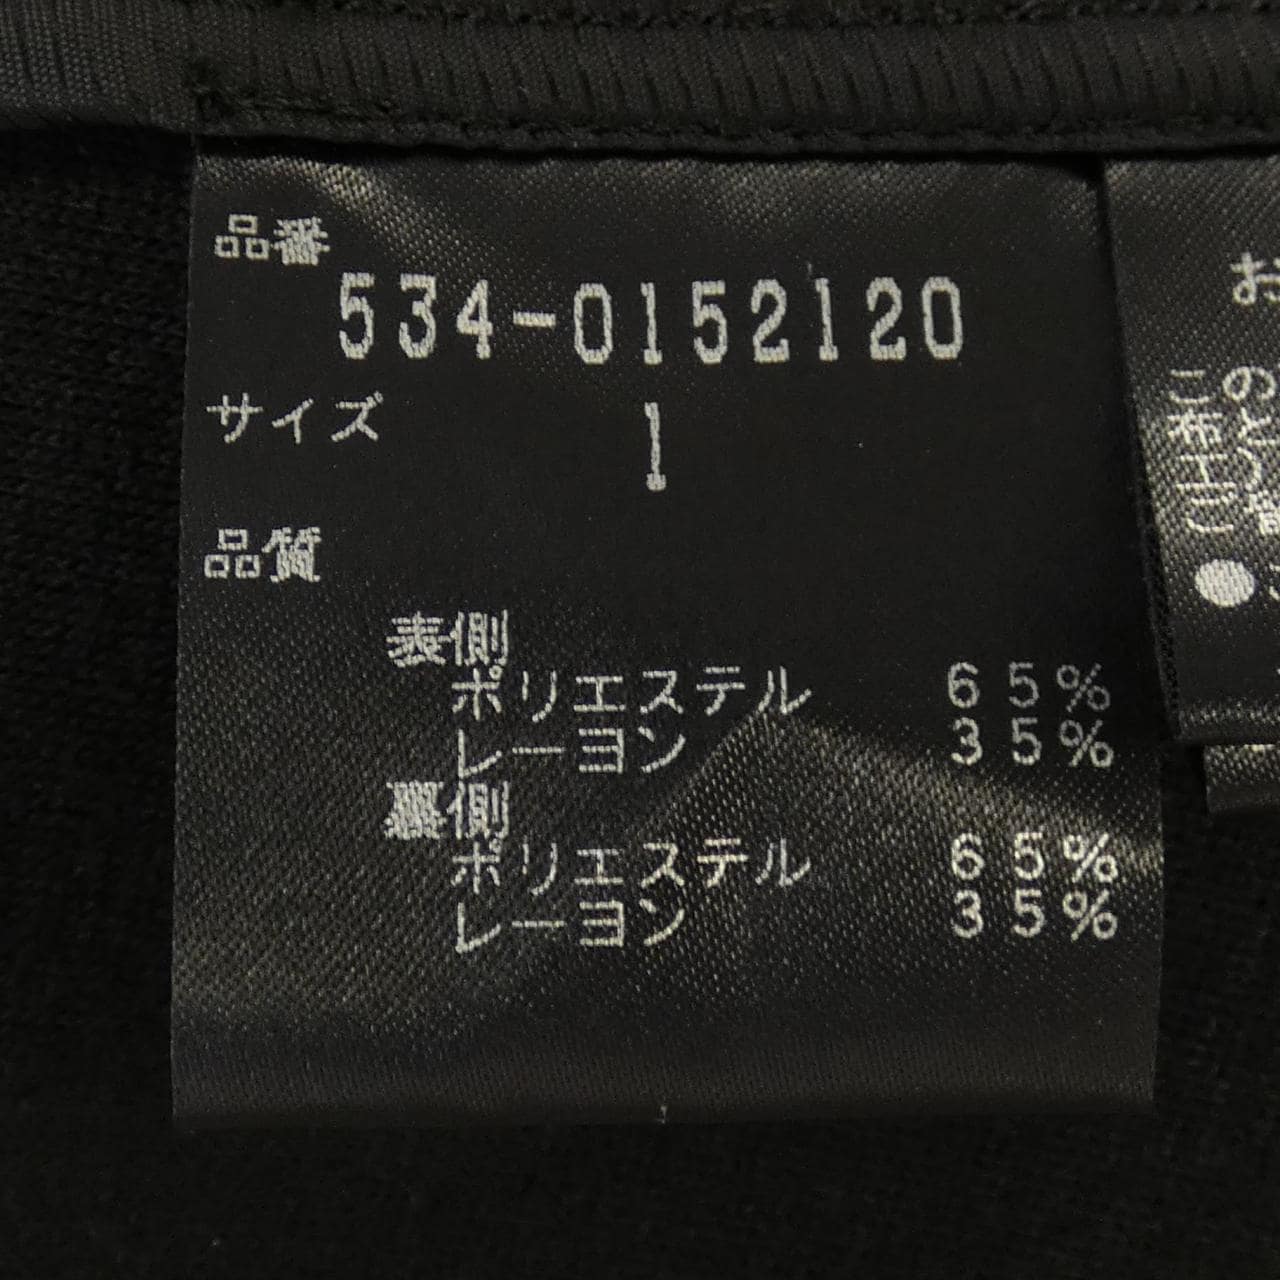 品番
534-0152120
サイズ 1
品質
表側
ポリエステル 65%
レーヨン 35%
裏側
ポリエステル 65%
レーヨン 35%
お
の